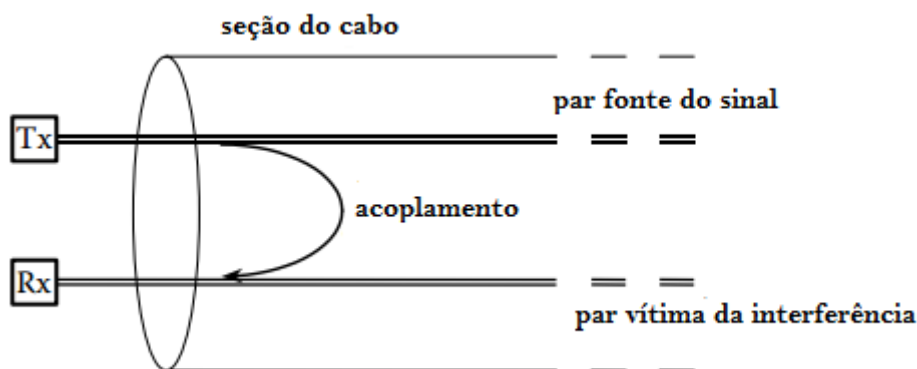 seção do cabo
par fonte do sinal
Tx
acoplamento
Rx
par vítima da interferência